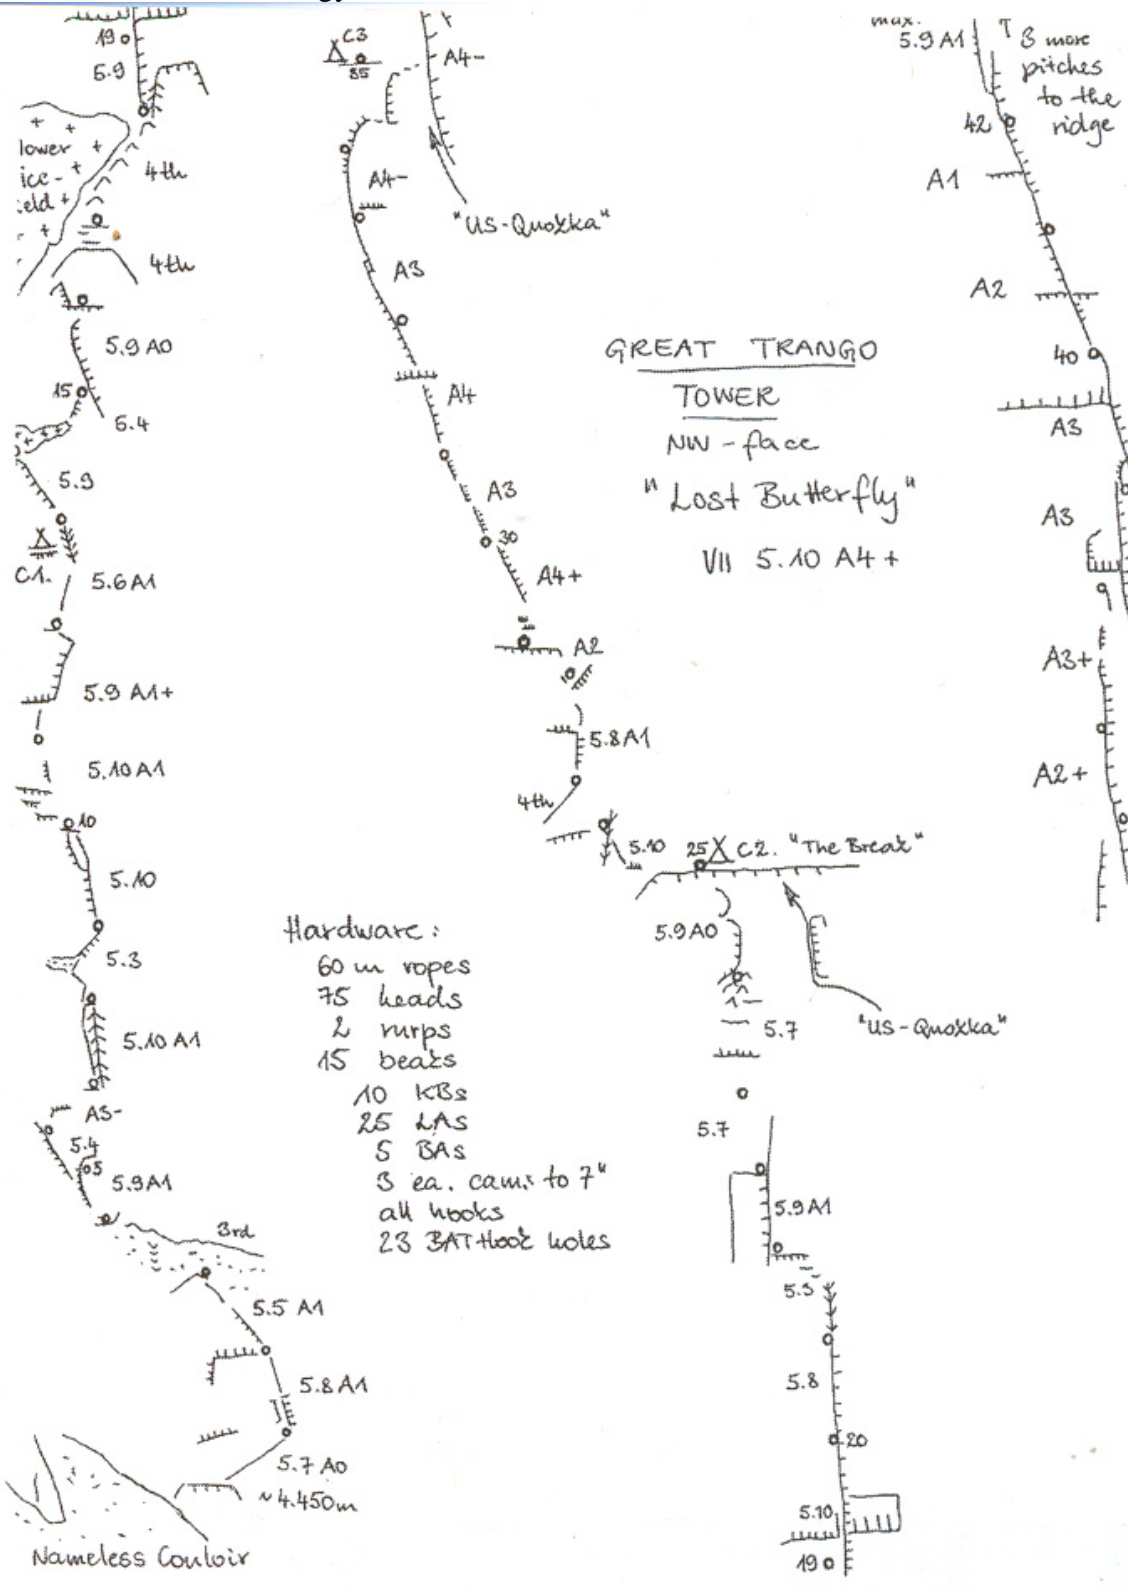 19
5.9
lower
ice-
4th
4th
5.9 A0
15
5.4
5.9
C1.
5.6 A1
5.9 A1+
5.10 A1
10
5.10
5.3
5.10 A1
A3-
5.4
5
5.9 A1
3rd
5.5 A1
5.8 A1
5.7 A0
~ 4.450m
Nameless Couloir
C3
35
A4-
A4-
"US-Quožka"
A3
A4
A3
30
A4+
A2
5.8 A1
4th
5.10
25
C2. "The Break"
5.9 A0
"US-Quožka"
5.7
5.7
5.9 A1
5.8
20
5.10
19
GREAT TRANGO
TOWER
NW-face
"Lost Butterfly"
VII 5.10 A4+
Hardware:
60 m ropes
75 heads
2 rurps
15 beaks
10 KBs
25 LAs
5 BAs
3 ea. cams to 7"
all hooks
23 BAT Hook holes
max.
5.9 A1
3 more
pitches
to the
ridge
42
A1
A2
40
A3
A3
A3+
A2+